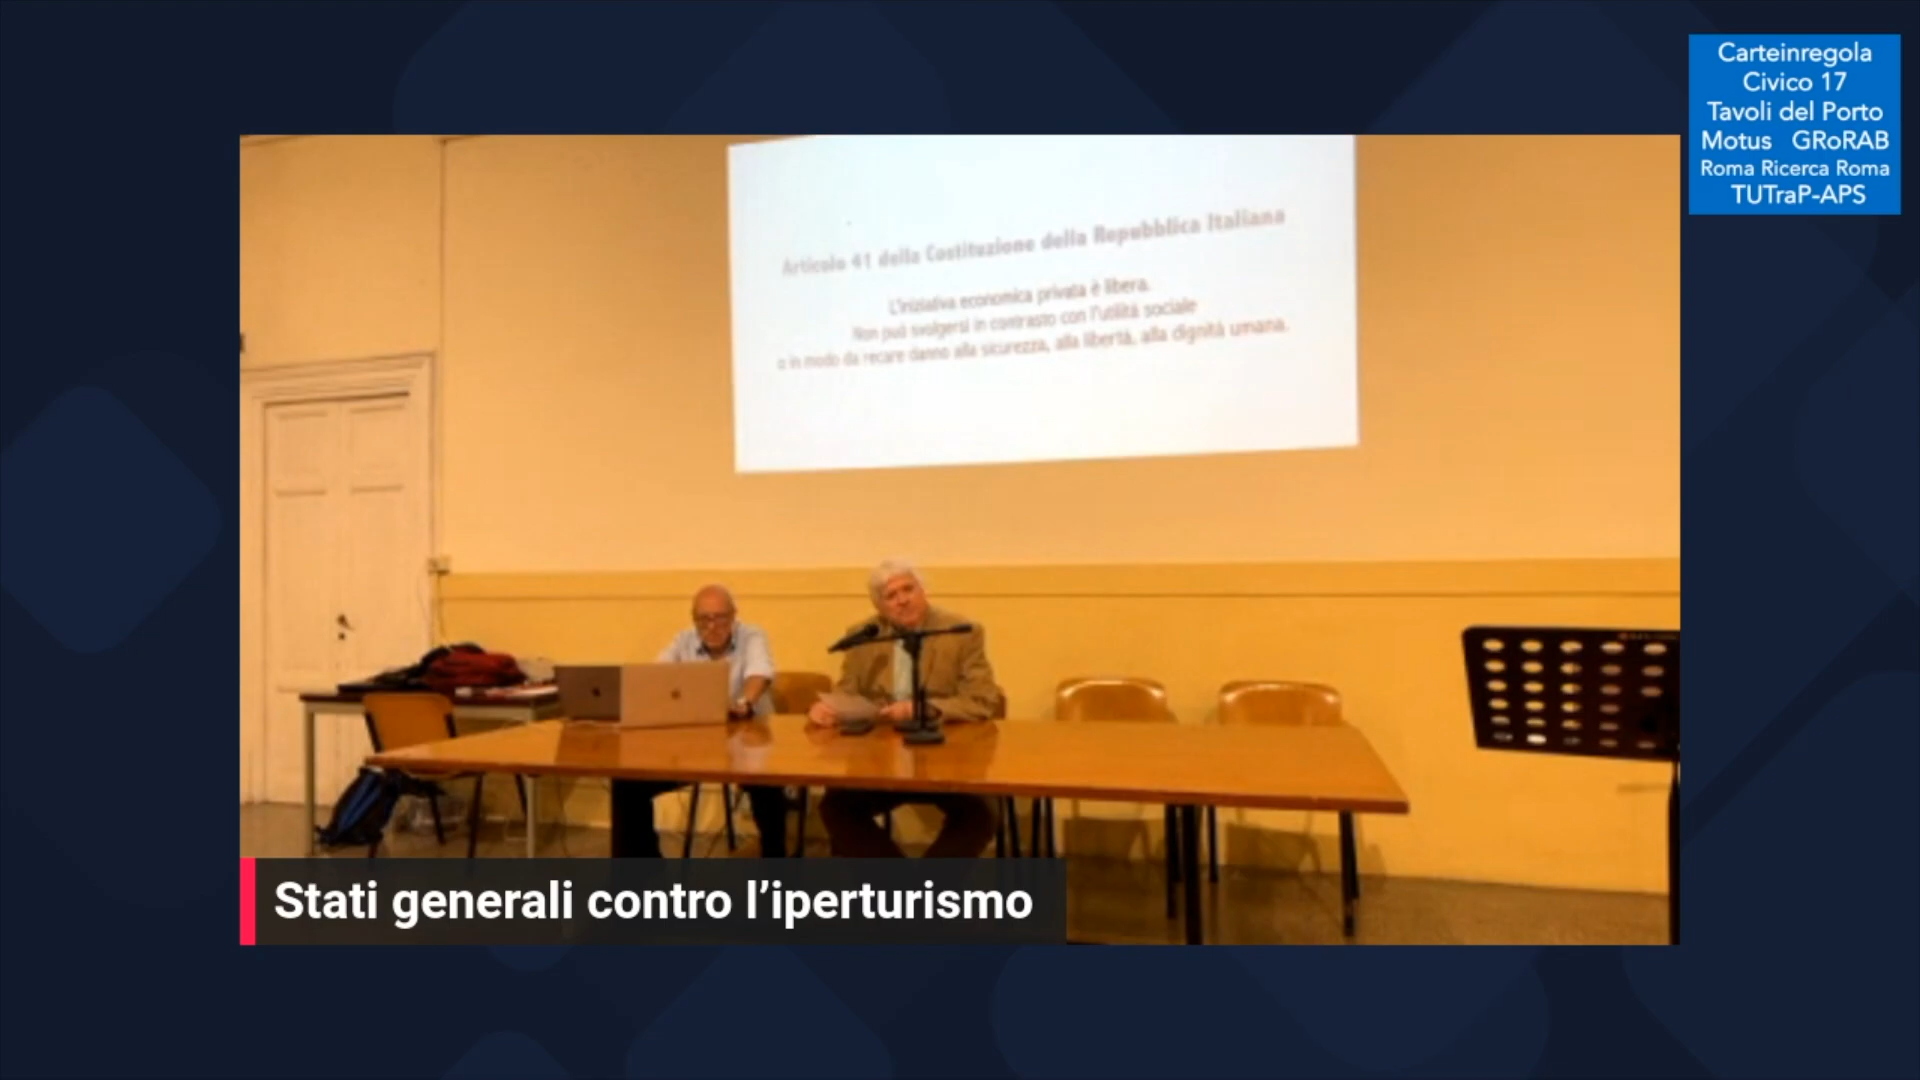 Carteinregola
Civico 17
Tavoli del Porto
Motus GRoRAB
Roma Ricerca Roma
TUTraP-APS
Articolo 41 della Costituzione della Repubblica Italiana
L'iniziativa economica privata è libera.
Non può svolgersi in contrasto con l'utilità sociale
o in modo da recare danno alla sicurezza, alla libertà, alla dignità umana.
Stati generali contro l’iperturismo